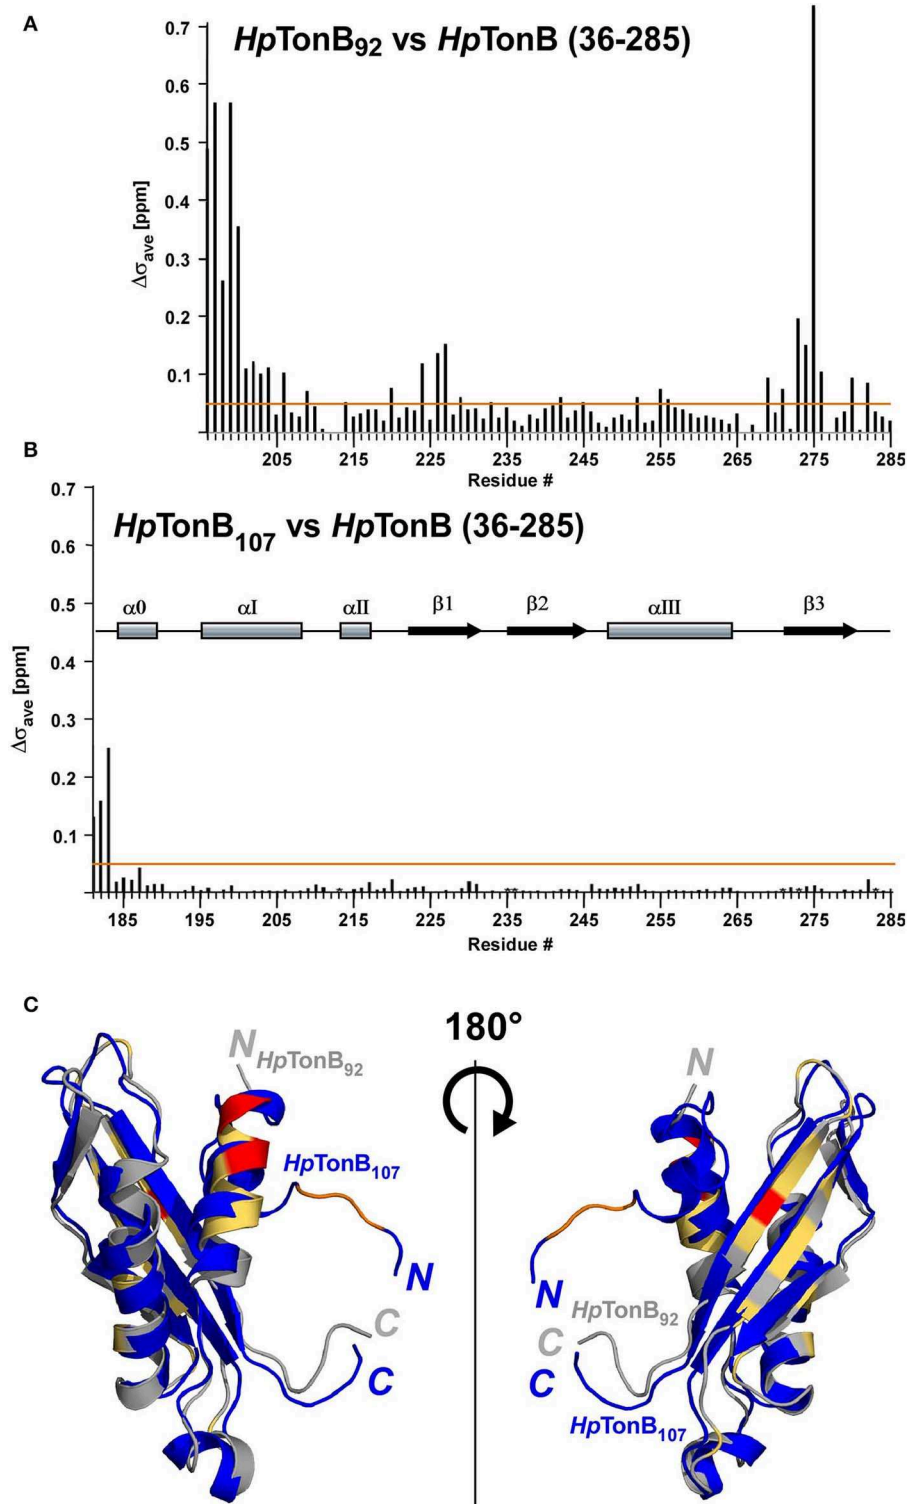 A
HpTonB92 vs HpTonB (36-285)
0.7
0.6
0.5
0.4
0.3
0.2
0.1
Δσave [ppm]
205 215 225 235 245 255 265 275 285
Residue #
B
HpTonB107 vs HpTonB (36-285)
0.7
0.6
0.5
0.4
0.3
0.2
0.1
Δσave [ppm]
α0 αI αII β1 β2 αIII β3
185 195 205 215 225 235 245 255 265 275 285
Residue #
C
180°
N HpTonB92
HpTonB107
N
C
C
N
N
HpTonB92
C
C
HpTonB107